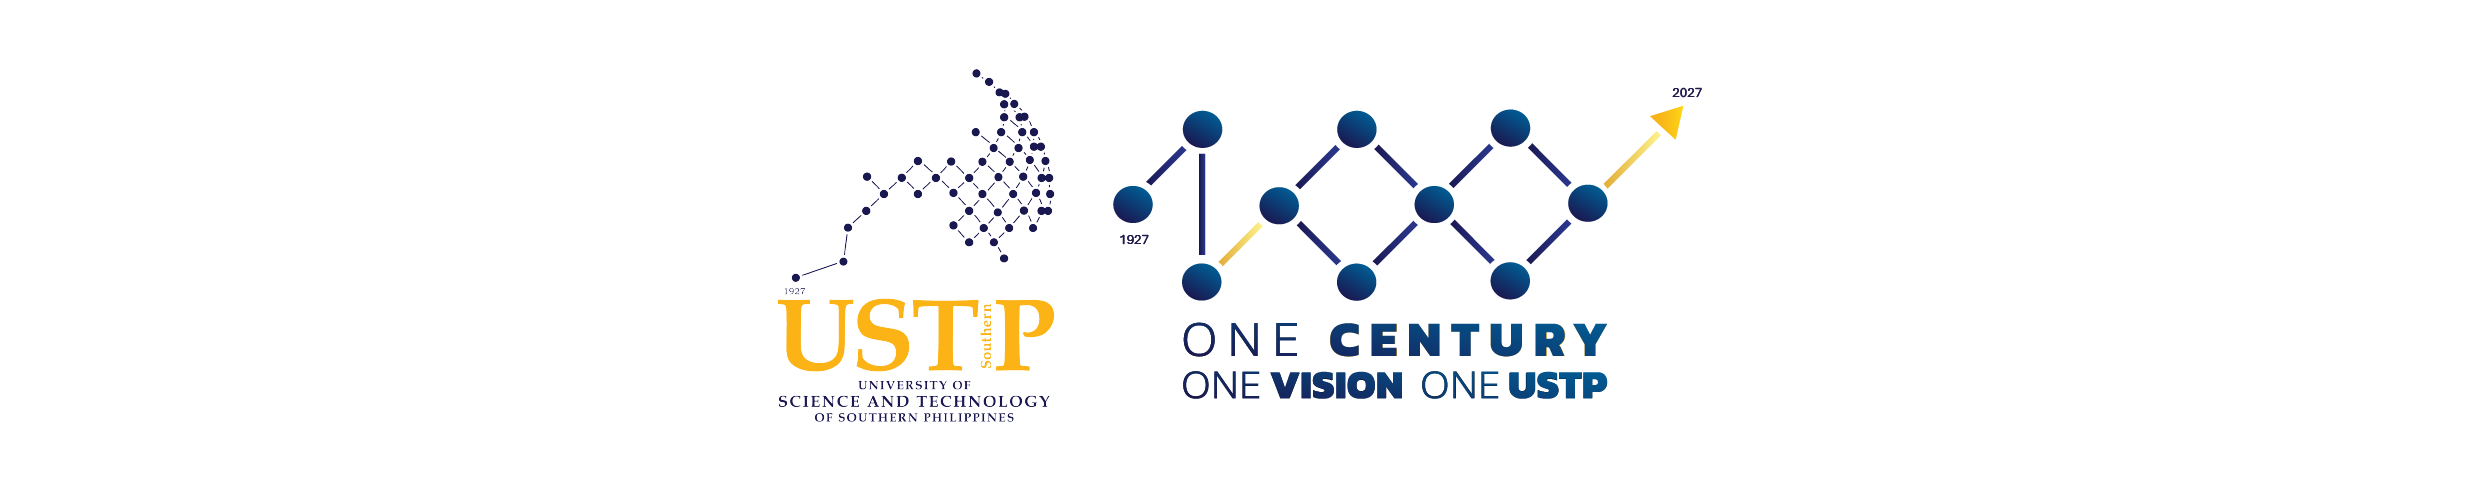 1927
USTP
Southern
UNIVERSITY OF
SCIENCE AND TECHNOLOGY
OF SOUTHERN PHILIPPINES
2027
1927
ONE CENTURY
ONE VISION ONE USTP